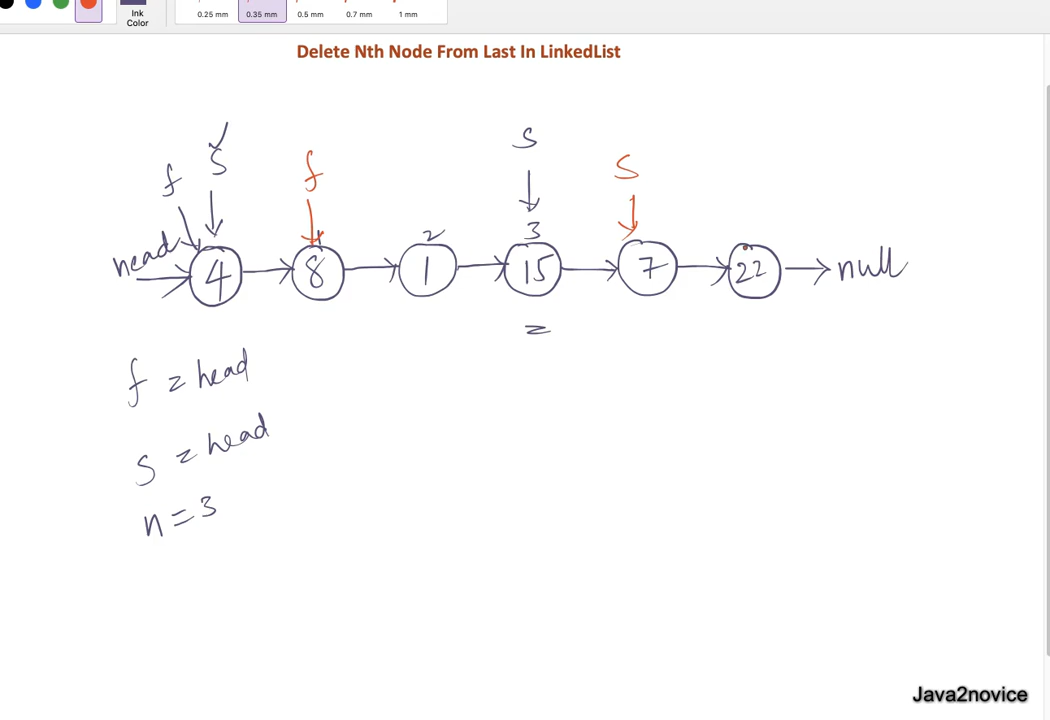 Ink
Color
0.25 mm 0.35 mm 0.5 mm 0.7 mm 1 mm
Delete Nth Node From Last In LinkedList
f s f s s
head 4 8 1 15 7 22 null
1 2 3
f = head
s = head
n = 3
Java2novice